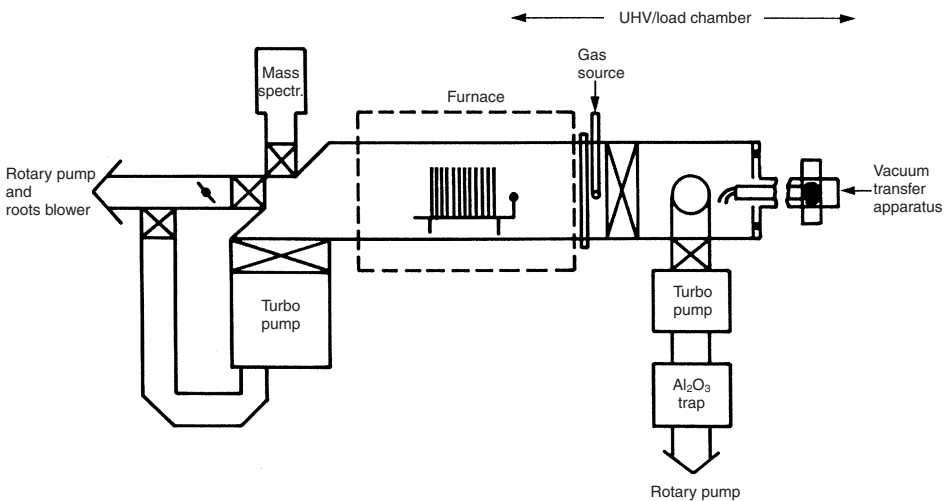 UHV/load chamber
Gas
source
Mass
spectr.
Furnace
Rotary pump
and
roots blower
Vacuum
transfer
apparatus
Turbo
pump
Turbo
pump
Al₂O₃
trap
Rotary pump